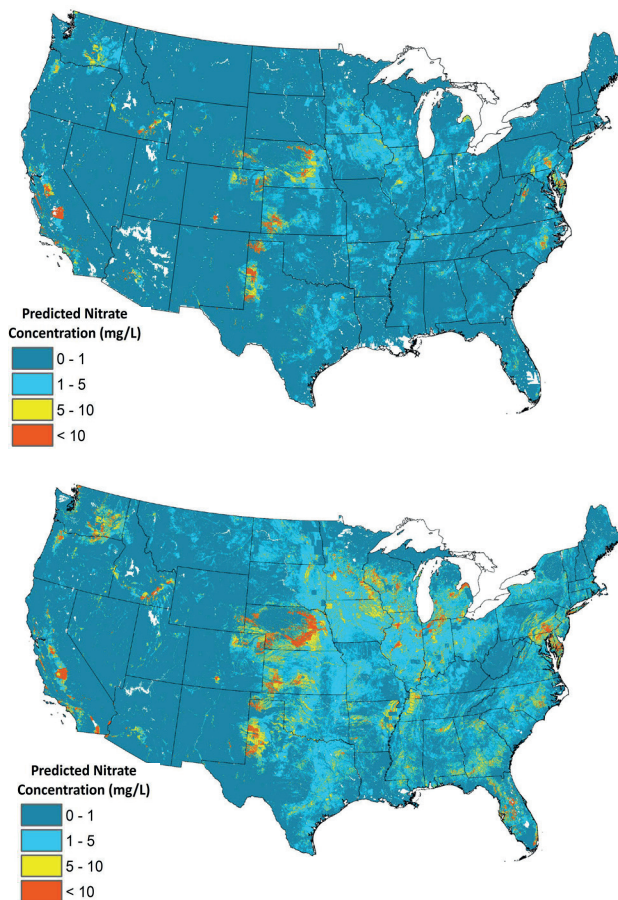 Predicted Nitrate
Concentration (mg/L)
0 - 1
1 - 5
5 - 10
< 10
Predicted Nitrate
Concentration (mg/L)
0 - 1
1 - 5
5 - 10
< 10